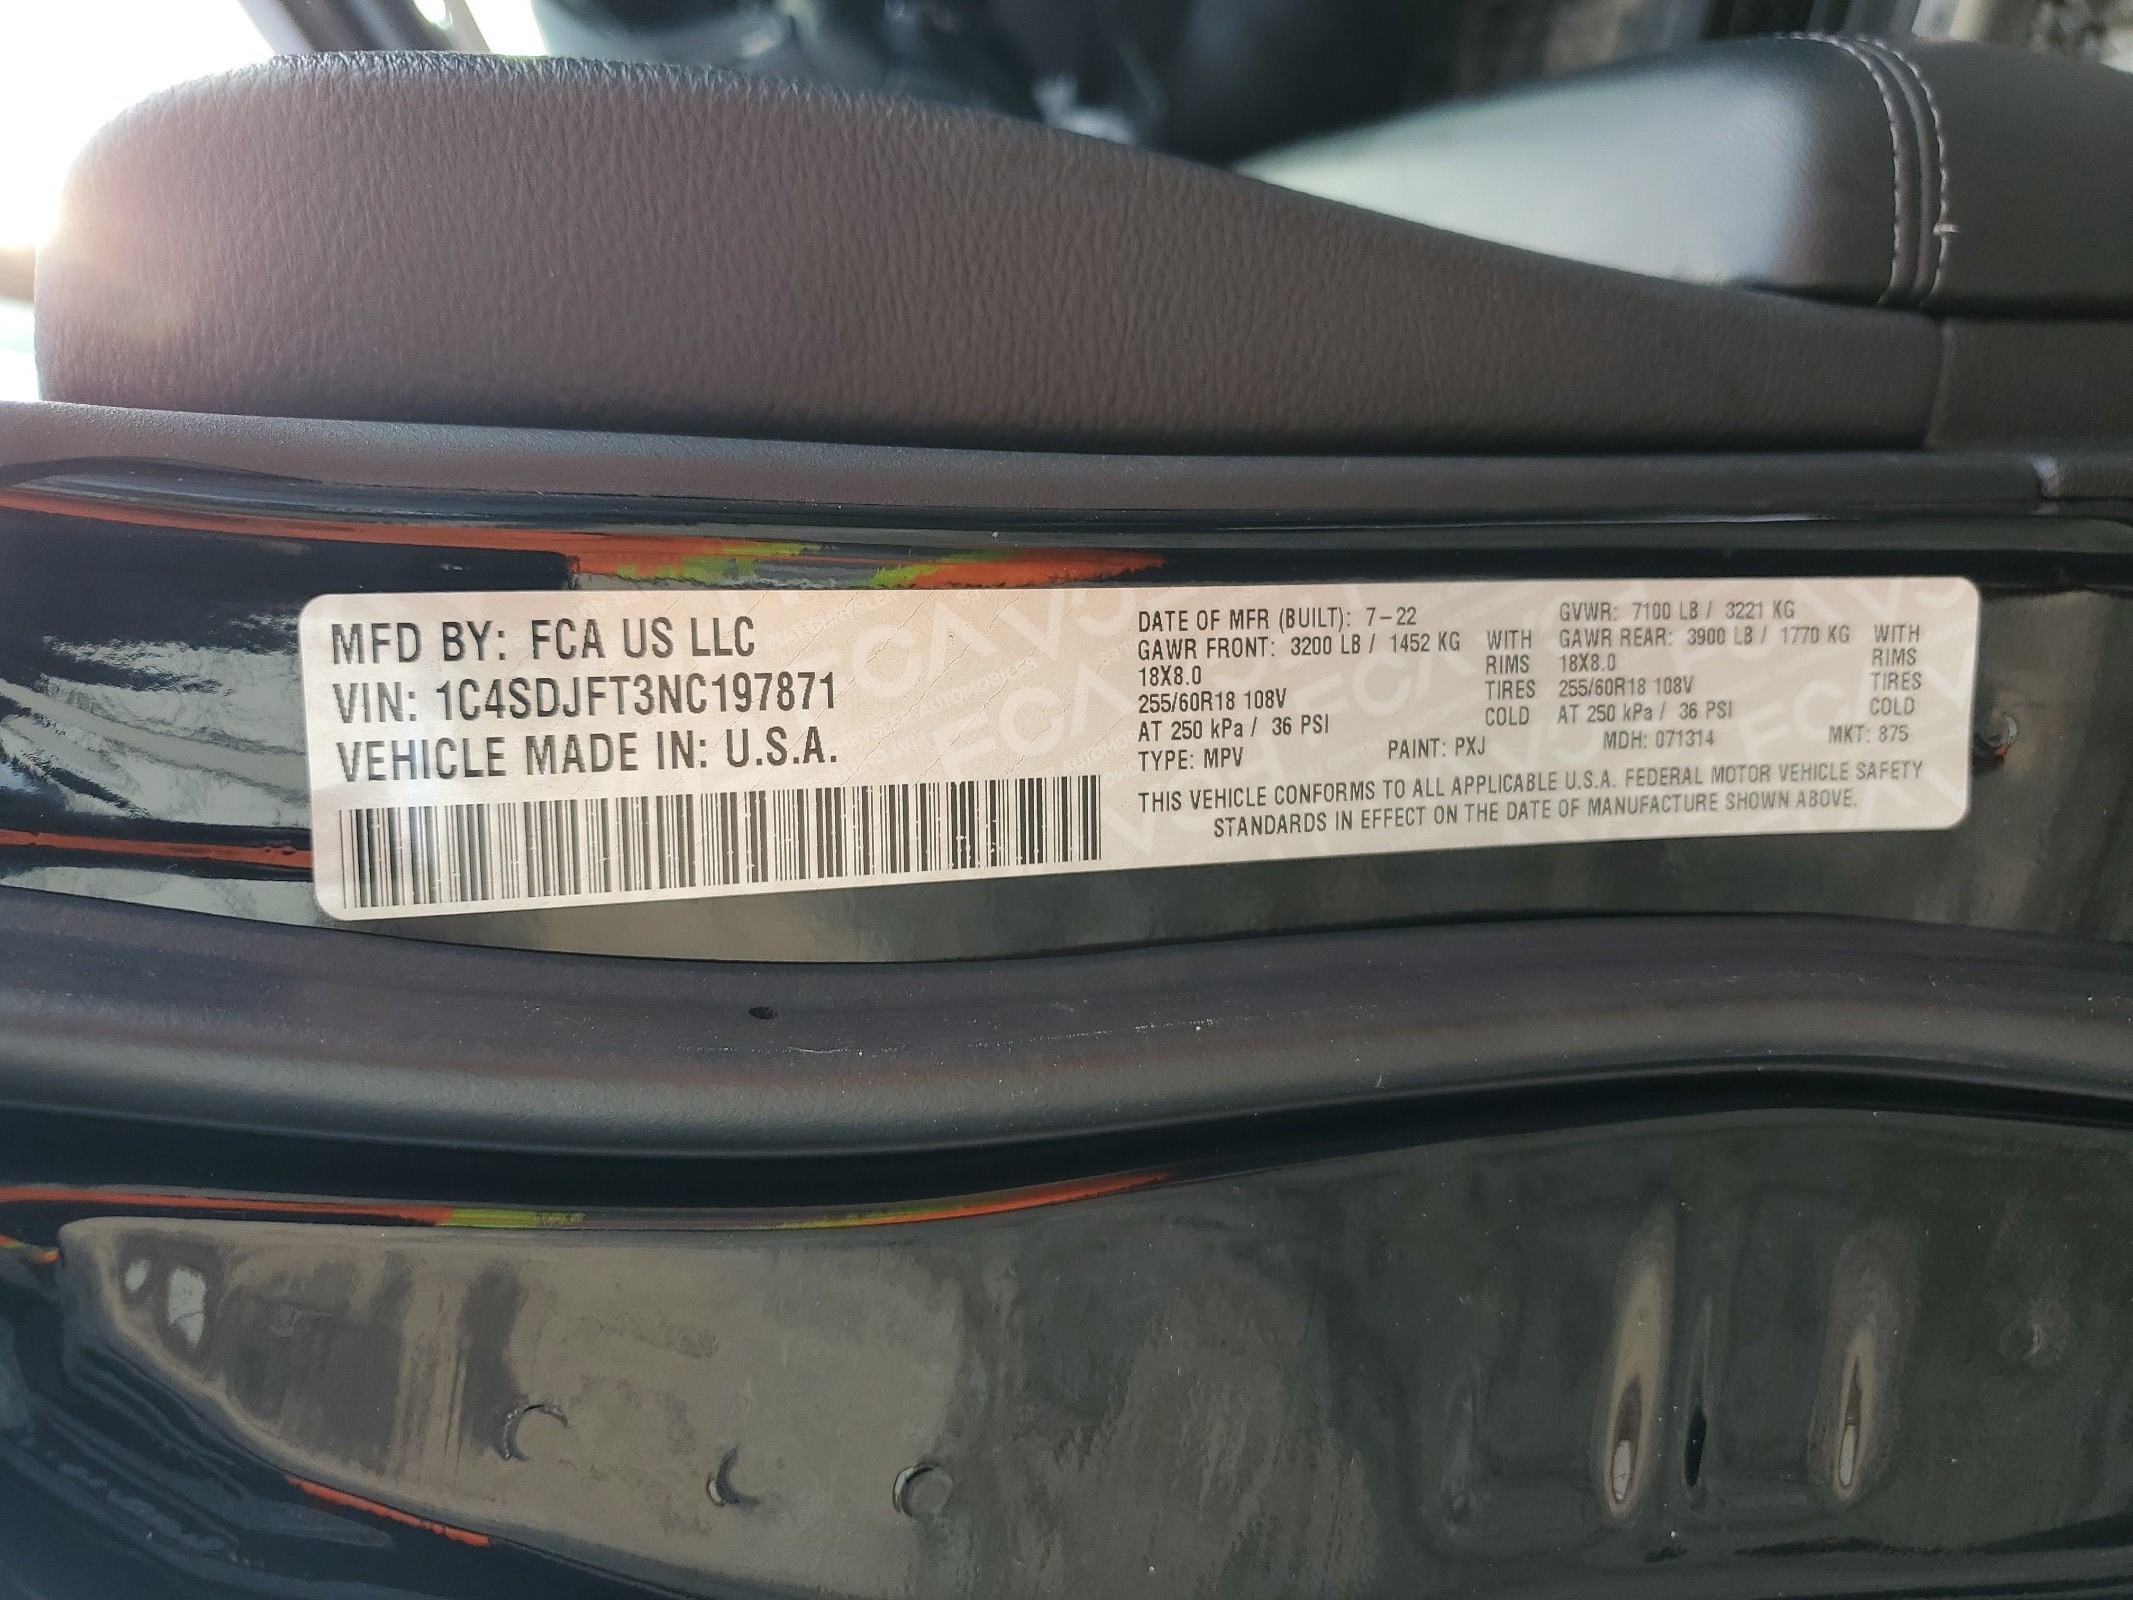 MFD BY: FCA US LLC
VIN: 1C4SDJFT3NC197871
VEHICLE MADE IN: U.S.A.
DATE OF MFR (BUILT): 7-22 GVWR: 7100 LB / 3221 KG
GAWR FRONT: 3200 LB / 1452 KG WITH GAWR REAR: 3900 LB / 1770 KG WITH
18X8.0 RIMS 18X8.0 RIMS
255/60R18 108V TIRES 255/60R18 108V TIRES
AT 250 kPa / 36 PSI COLD AT 250 kPa / 36 PSI COLD
TYPE: MPV PAINT: PXJ MDH: 071314 MKT: 875
THIS VEHICLE CONFORMS TO ALL APPLICABLE U.S.A. FEDERAL MOTOR VEHICLE SAFETY
STANDARDS IN EFFECT ON THE DATE OF MANUFACTURE SHOWN ABOVE.